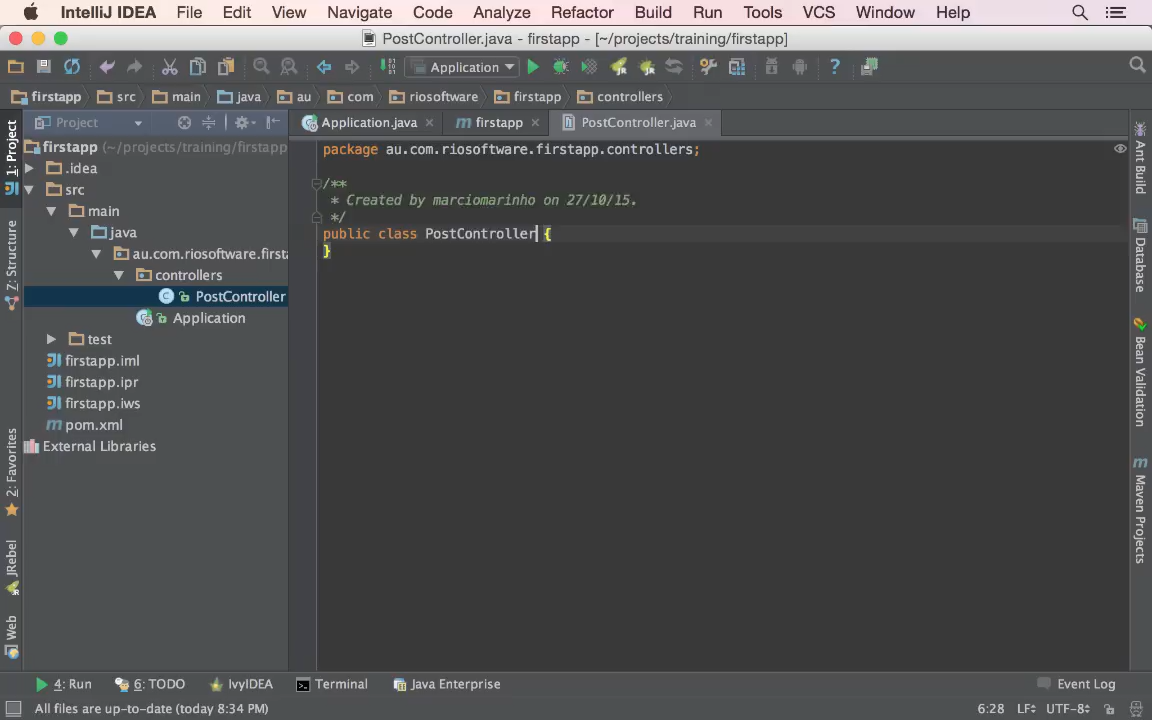 IntelliJ IDEA File Edit View Navigate Code Analyze Refactor Build Run Tools VCS Window Help
PostController.java - firstapp - [~/projects/training/firstapp]
Application
firstapp src main java au com riosoftware firstapp controllers
Project
Application.java firstapp PostController.java
1: Project
Z: Structure
2: Favorites
JRebel
Web
firstapp (~/projects/training/firstapp
.idea
src
main
java
au.com.riosoftware.firsta
controllers
PostController
Application
test
firstapp.iml
firstapp.ipr
firstapp.iws
pom.xml
External Libraries
package au.com.riosoftware.firstapp.controllers;
/**
* Created by marciomarinho on 27/10/15.
*/
public class PostController {
}
Ant Build
Database
Bean Validation
Maven Projects
4: Run 6: TODO IvyIDEA Terminal Java Enterprise Event Log
All files are up-to-date (today 8:34 PM) 6:28 LF UTF-8